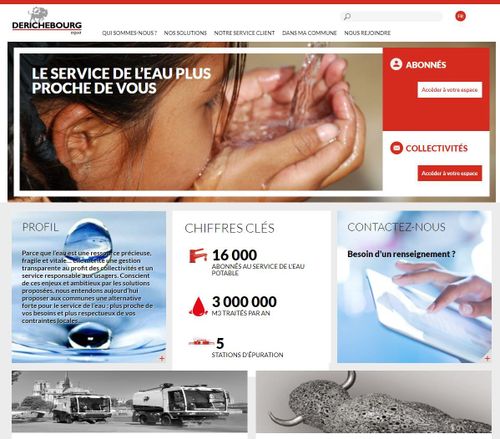 DERICHEBOURG
FR
QUI SOMMES-NOUS ? NOS SOLUTIONS NOTRE SERVICE CLIENT DANS MA COMMUNE NOUS REJOINDRE
LE SERVICE DE L'EAU PLUS
PROCHE DE VOUS
ABONNÉS
Accéder à votre espace
COLLECTIVITÉS
Accéder à votre espace
PROFIL
Parce que l'eau est une ressource précieuse,
fragile et vitale... elle mérite une gestion
transparente au profit des collectivités et un
service responsable aux usagers. Conscient
de ces enjeux et ambitieux par les solutions
proposées, nous entendons aujourd'hui
proposer aux communes une alternative
forte pour le service de l'eau : plus proche de
vos besoins et plus respectueux de vos
contraintes locales...
+
CHIFFRES CLÉS
16 000
ABONNÉS AU SERVICE DE L'EAU
POTABLE
3 000 000
M3 TRAITÉS PAR AN
5
STATIONS D'ÉPURATION
CONTACTEZ-NOUS
Besoin d'un renseignement ?
+